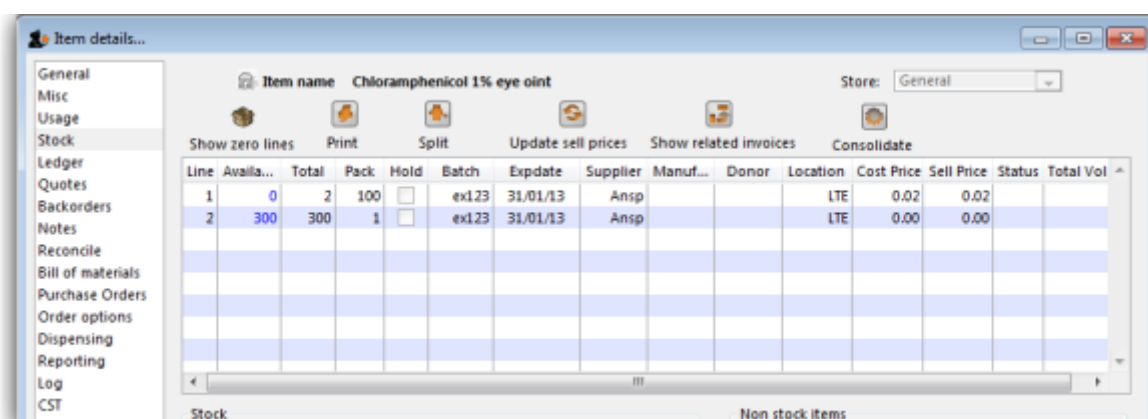 Item details...
General
Misc
Usage
Stock
Ledger
Quotes
Backorders
Notes
Reconcile
Bill of materials
Purchase Orders
Order options
Dispensing
Reporting
Log
CST
Item name Chloramphenicol 1% eye oint Store: General
Show zero lines Print Split Update sell prices Show related invoices Consolidate
Line Availa... Total Pack Hold Batch Expdate Supplier Manuf... Donor Location Cost Price Sell Price Status Total Vol
1 0 2 100 ex123 31/01/13 Ansp LTE 0.02 0.02
2 300 300 1 ex123 31/01/13 Ansp LTE 0.00 0.00
Stock Non stock items